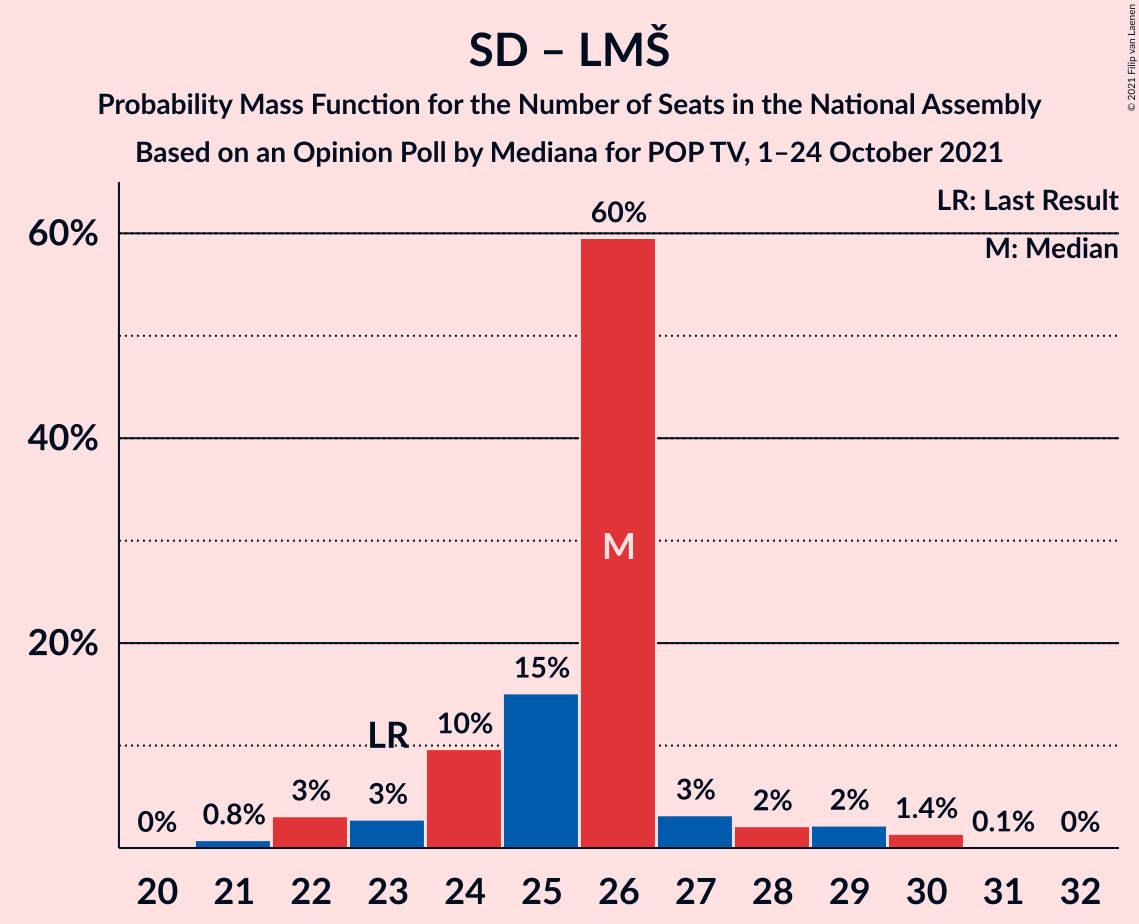 SD – LMŠ
Probability Mass Function for the Number of Seats in the National Assembly
Based on an Opinion Poll by Mediana for POP TV, 1–24 October 2021
© 2021 Filip van Laenen
LR: Last Result
M: Median
60%
40%
20%
0%
0.8%
3%
3%
LR
10%
15%
60%
M
3%
2%
2%
1.4%
0.1%
0%
20 21 22 23 24 25 26 27 28 29 30 31 32